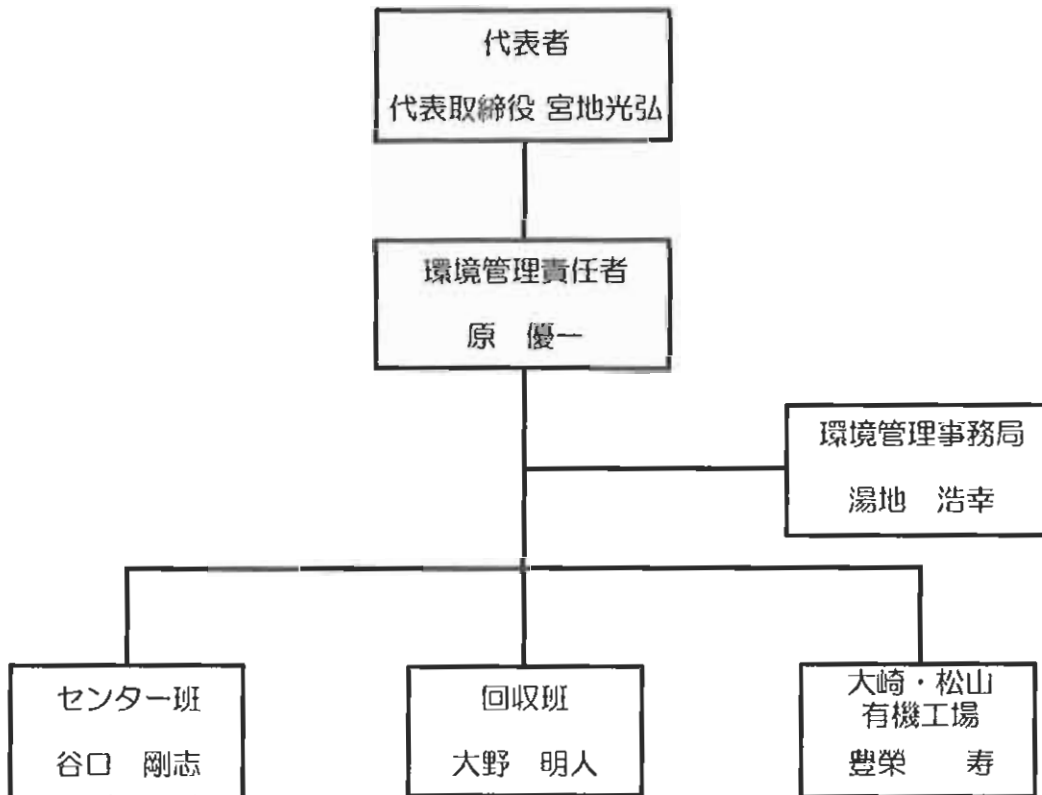 代表者
代表取締役 宮地光弘
環境管理責任者
原　優一
環境管理事務局
湯地　浩幸
センター班
谷口　剛志
回収班
大野　明人
大崎・松山
有機工場
豊榮　寿